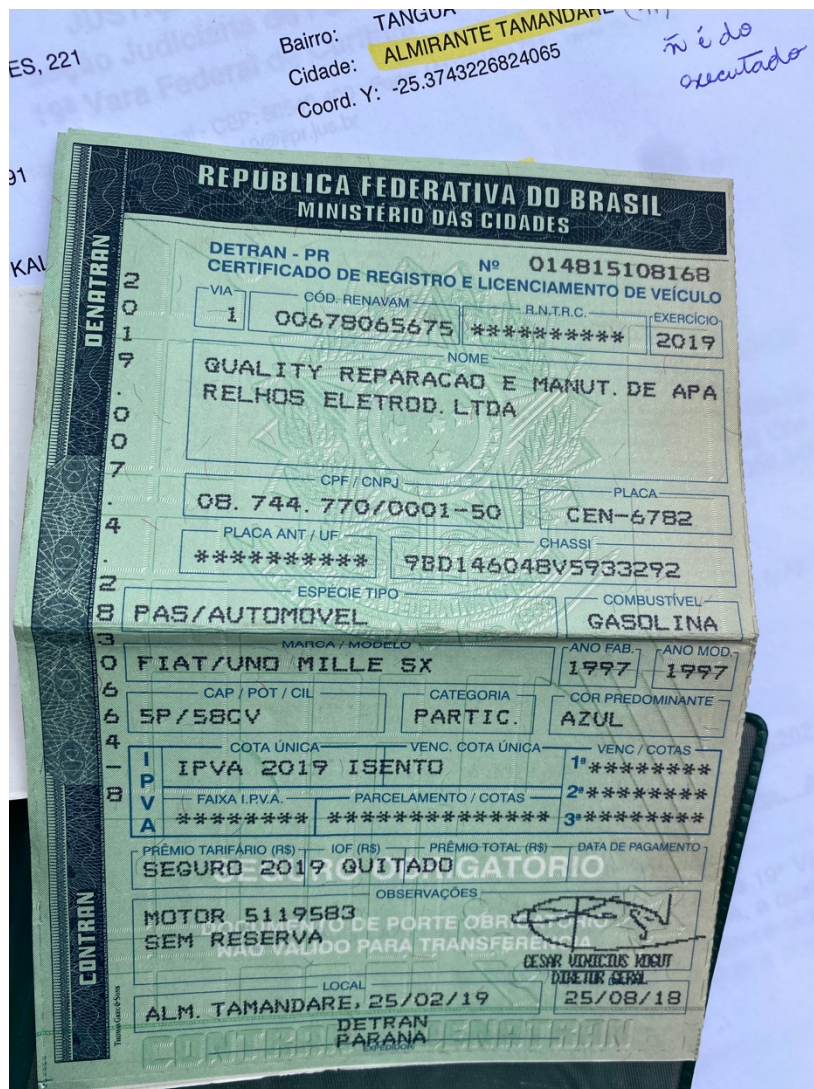 ES, 221
Bairro: TANGUA
Cidade: ALMIRANTE TAMANDARE
Coord. Y: -25.3743226824065
ñ é do
executado
91
KAL
REPÚBLICA FEDERATIVA DO BRASIL
MINISTÉRIO DAS CIDADES
DETRAN - PR Nº 014815108168
CERTIFICADO DE REGISTRO E LICENCIAMENTO DE VEÍCULO
VIA CÓD. RENAVAM R.N.T.R.C. EXERCÍCIO
1 00678065675 ********** 2019
NOME
QUALITY REPARACAO E MANUT. DE APA
RELHOS ELETROD. LTDA
CPF / CNPJ PLACA
08. 744. 770/0001-50 CEN-6782
PLACA ANT / UF CHASSI
********** 9BD146048V5933292
ESPÉCIE TIPO COMBUSTÍVEL
PAS/AUTOMOVEL GASOLINA
MARCA / MODELO ANO FAB. ANO MOD.
FIAT/UNO MILLE SX 1997 1997
CAP / POT / CIL CATEGORIA COR PREDOMINANTE
5P/58CV PARTIC. AZUL
IPVA
COTA ÚNICA VENC. COTA ÚNICA VENC / COTAS
IPVA 2019 ISENTO 1ª ********
FAIXA I.P.V.A. PARCELAMENTO / COTAS 2ª ********
******** *************** 3ª ********
PRÊMIO TARIFÁRIO (R$) IOF (R$) PRÊMIO TOTAL (R$) DATA DE PAGAMENTO
SEGURO 2019 QUITADO
SEGURO OBRIGATÓRIO
OBSERVAÇÕES
MOTOR 5119583
SEM RESERVA
DOCUMENTO DE PORTE OBRIGATÓRIO
NÃO VÁLIDO PARA TRANSFERÊNCIA
CESAR VINICIUS KOGUT
DIRETOR GERAL
LOCAL
ALM. TAMANDARE, 25/02/19 25/08/18
DETRAN
PARANA
EXPEDIDOR
CONTRAN DENATRAN
DENATRAN
2019.007.4.2830664-8
CONTRAN